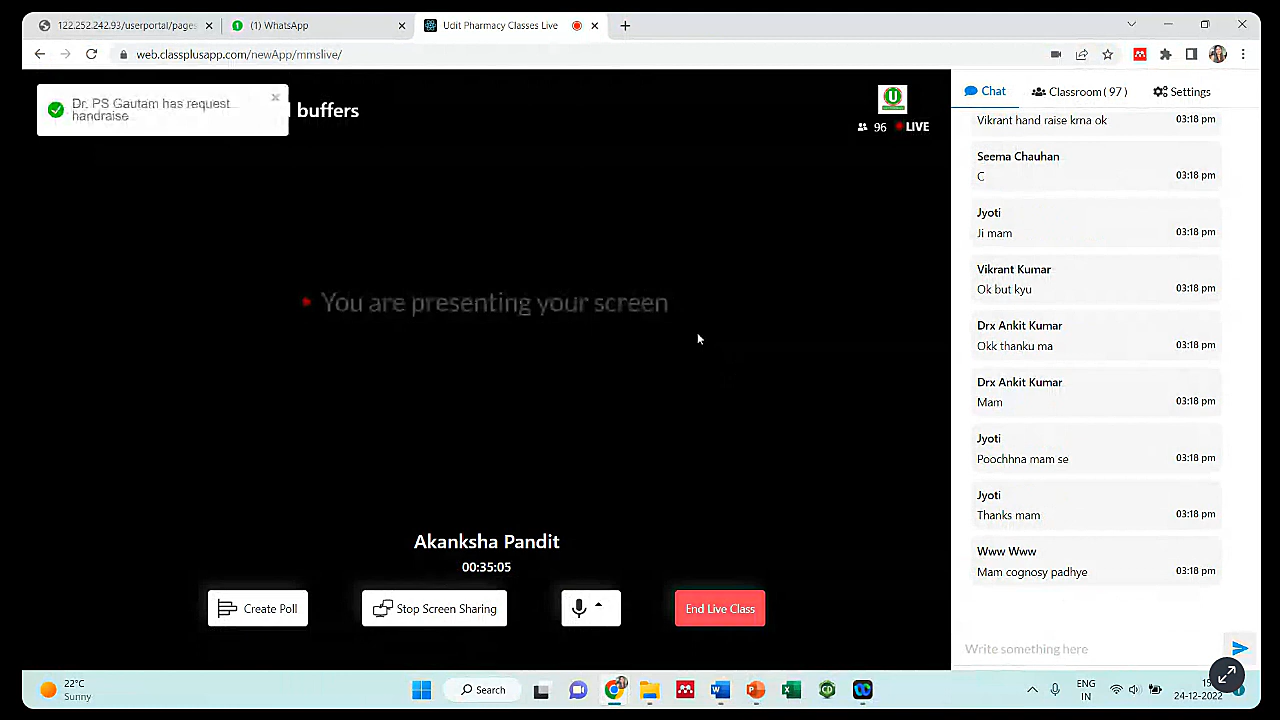 122.252.242.93/userportal/pages
(1) WhatsApp
Udit Pharmacy Classes Live
web.classplusapp.com/newApp/mmslive/
Dr. PS Gautam has request
handraise
buffers
96 LIVE
You are presenting your screen
Akanksha Pandit
00:35:05
Create Poll
Stop Screen Sharing
End Live Class
Chat
Classroom ( 97 )
Settings
Vikrant hand raise krna ok 03:18 pm
Seema Chauhan
C 03:18 pm
Jyoti
Ji mam 03:18 pm
Vikrant Kumar
Ok but kyu 03:18 pm
Drx Ankit Kumar
Okk thanku ma 03:18 pm
Drx Ankit Kumar
Mam 03:18 pm
Jyoti
Poochhna mam se 03:18 pm
Jyoti
Thanks mam 03:18 pm
Www Www
Mam cognosy padhye 03:18 pm
Write something here
22°C
Sunny
Search
ENG
IN